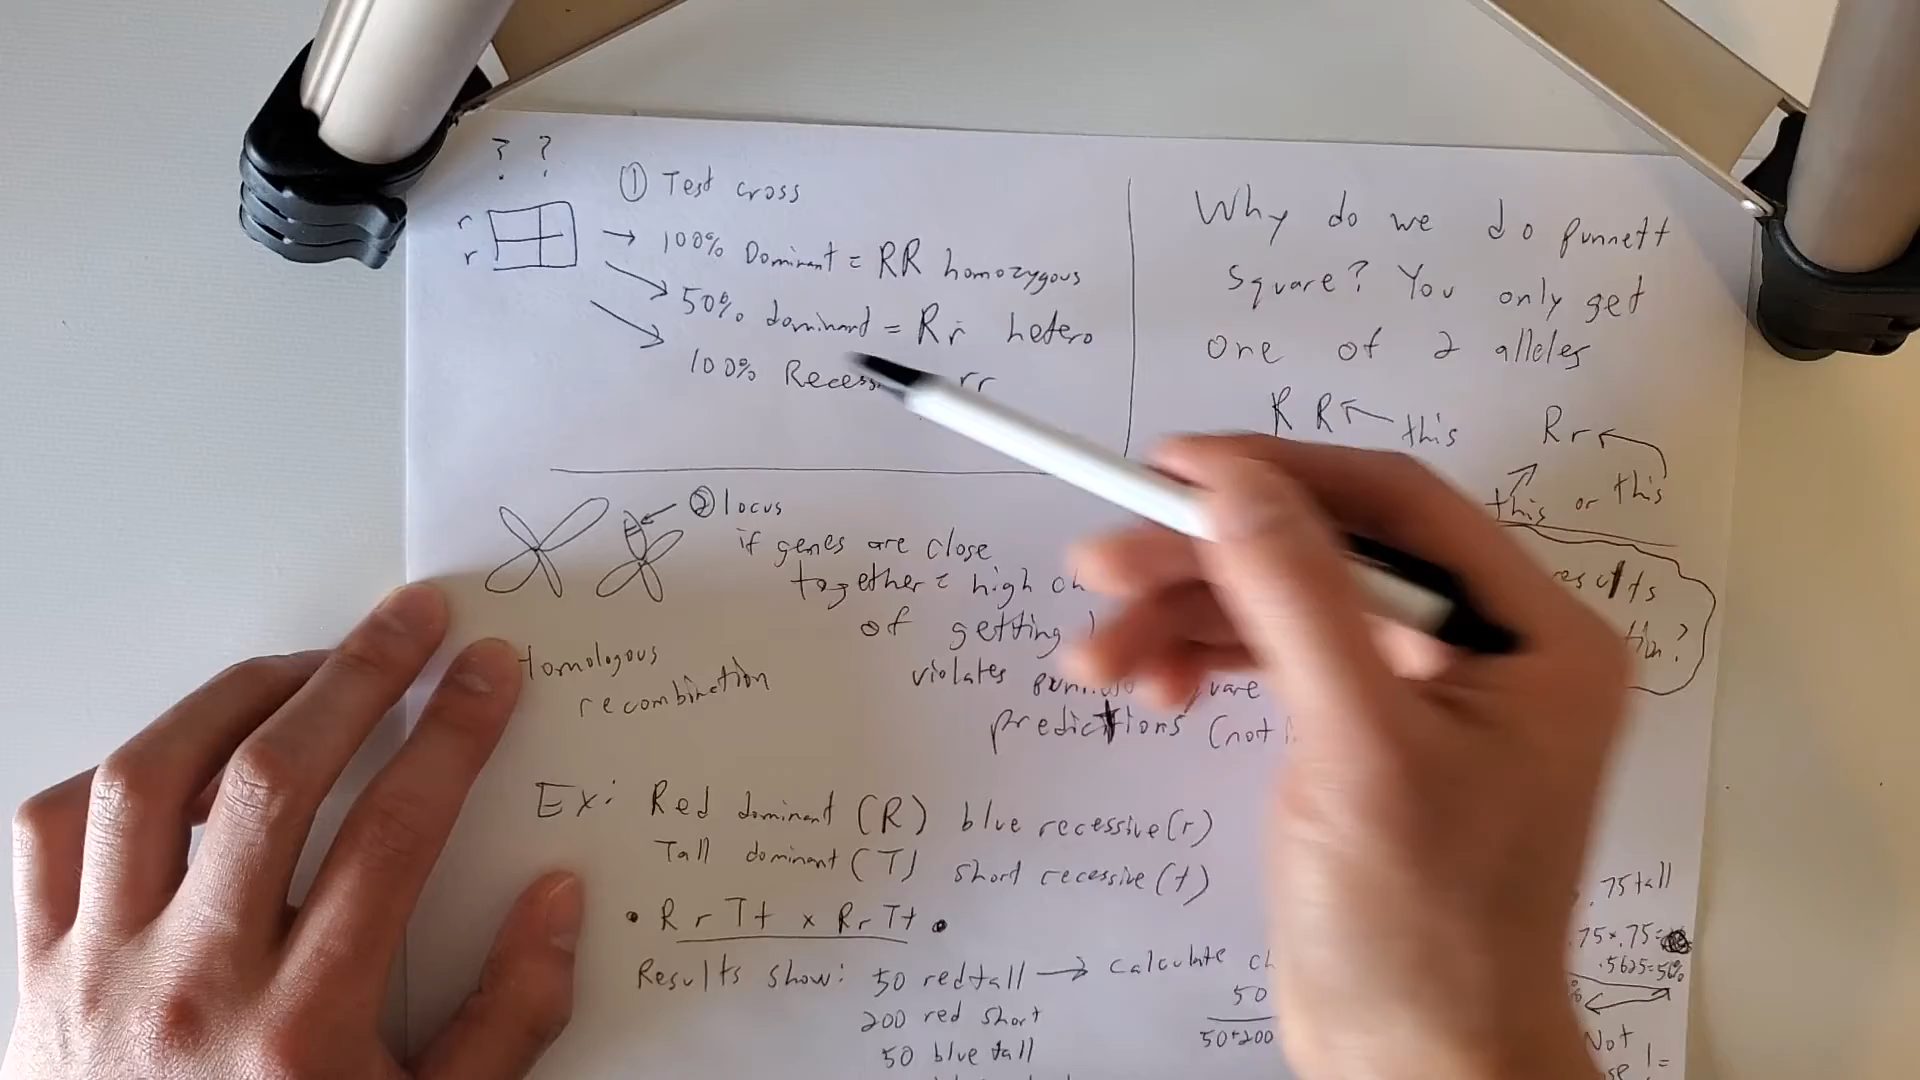 ? ?
① Test cross
r
r
→ 100% Dominant = RR homozygous
→ 50% dominant = Rr hetero
→ 100% rr
Why do we do punnett
square? You only get
one of 2 alleles
R R ← this
R r
this or this
② locus
if genes are close
together = high
of getting
violates
predictions (not
Homologous
recombination
Ex: Red dominant (R) blue recessive (r)
Tall dominant (T) short recessive (t)
• RrTt x RrTt •
Results show: 50 red tall → calculate
200 red short
50 blue tall
50
50+200
.75 tall
.75×.75=
.5625=56%
Not